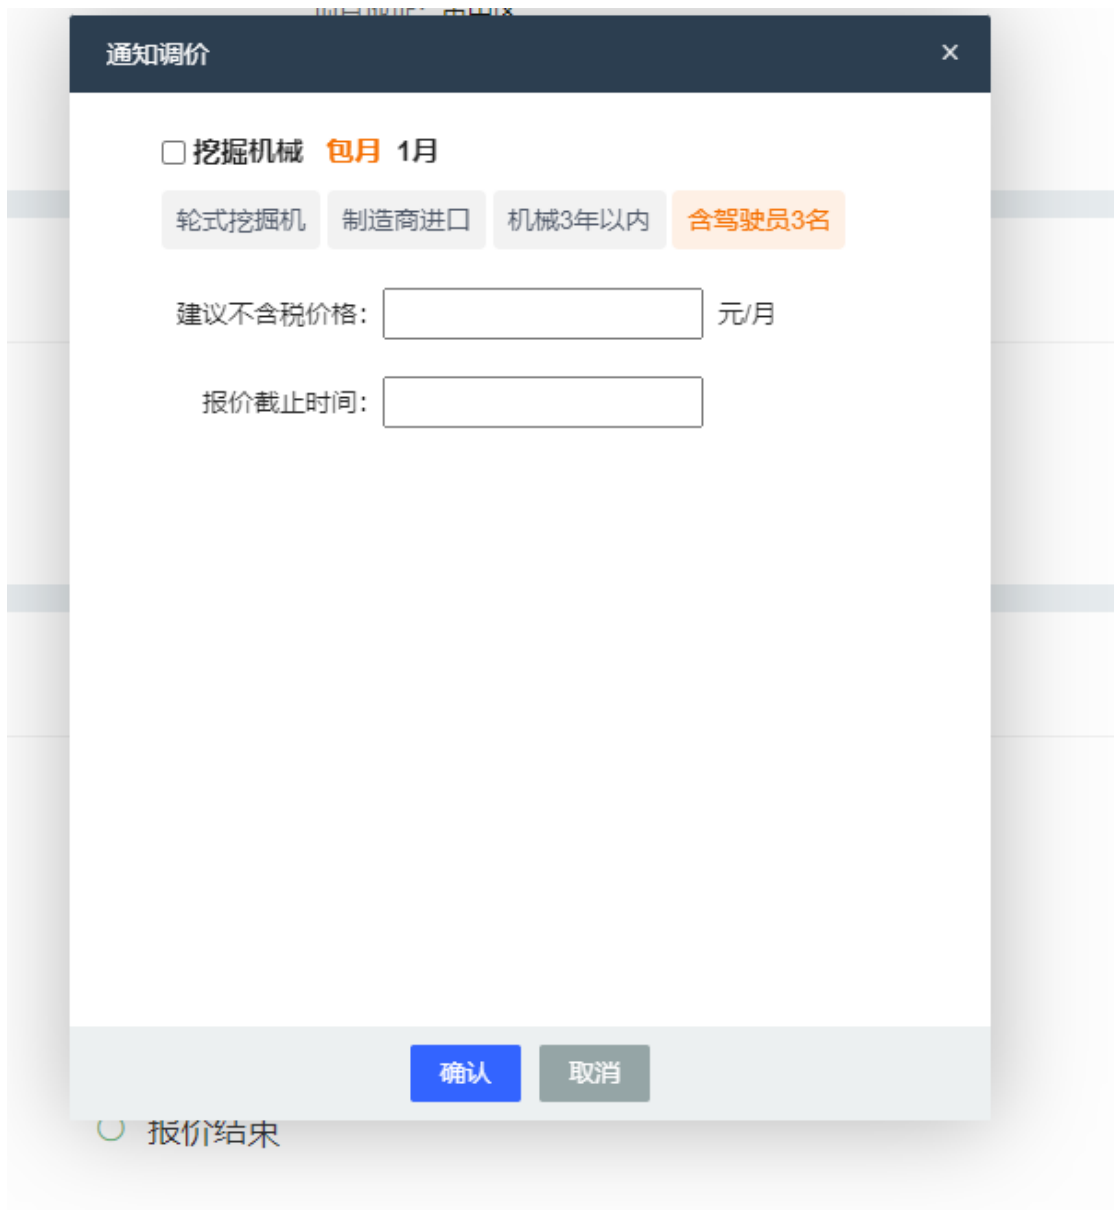 通知调价 ×
挖掘机械 包月 1月
轮式挖掘机 制造商进口 机械3年以内 含驾驶员3名
建议不含税价格： 元/月
报价截止时间：
确认 取消
报价结束